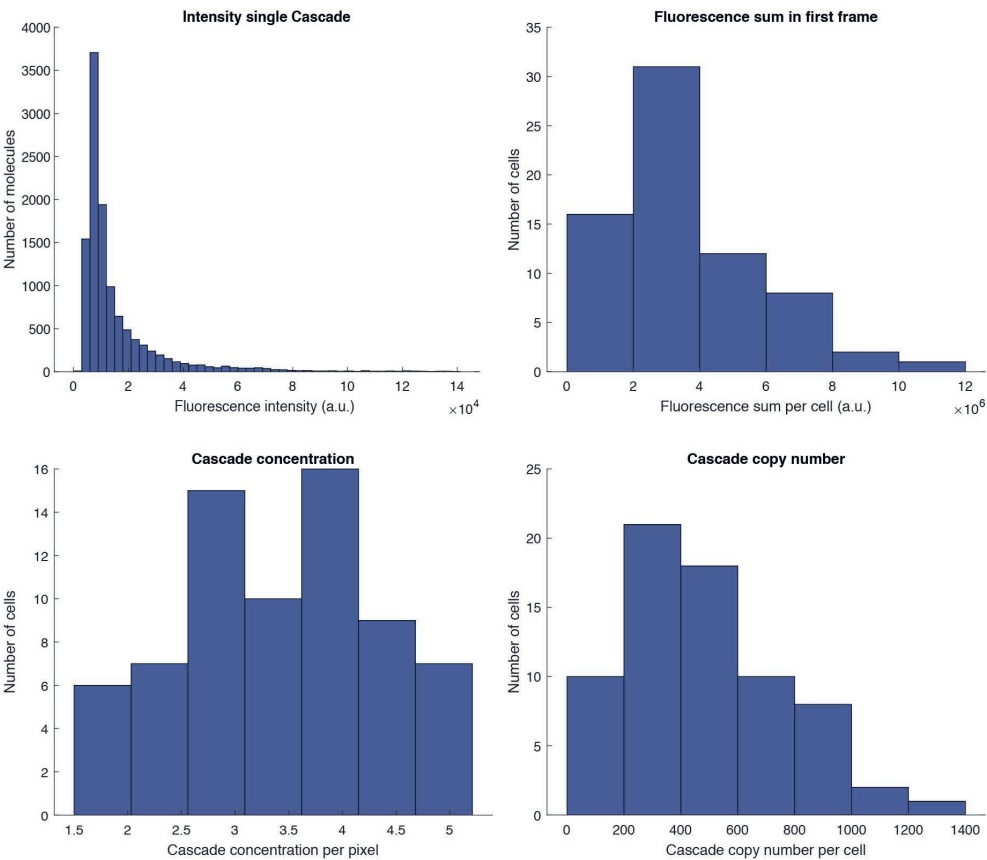 Intensity single Cascade
4000
3500
3000
2500
2000
1500
1000
500
0
Number of molecules
0 2 4 6 8 10 12 14
Fluorescence intensity (a.u.)
×10^4
Fluorescence sum in first frame
35
30
25
20
15
10
5
0
Number of cells
0 2 4 6 8 10 12
Fluorescence sum per cell (a.u.)
×10^6
Cascade concentration
16
14
12
10
8
6
4
2
0
Number of cells
1.5 2 2.5 3 3.5 4 4.5 5
Cascade concentration per pixel
Cascade copy number
25
20
15
10
5
0
Number of cells
0 200 400 600 800 1000 1200 1400
Cascade copy number per cell